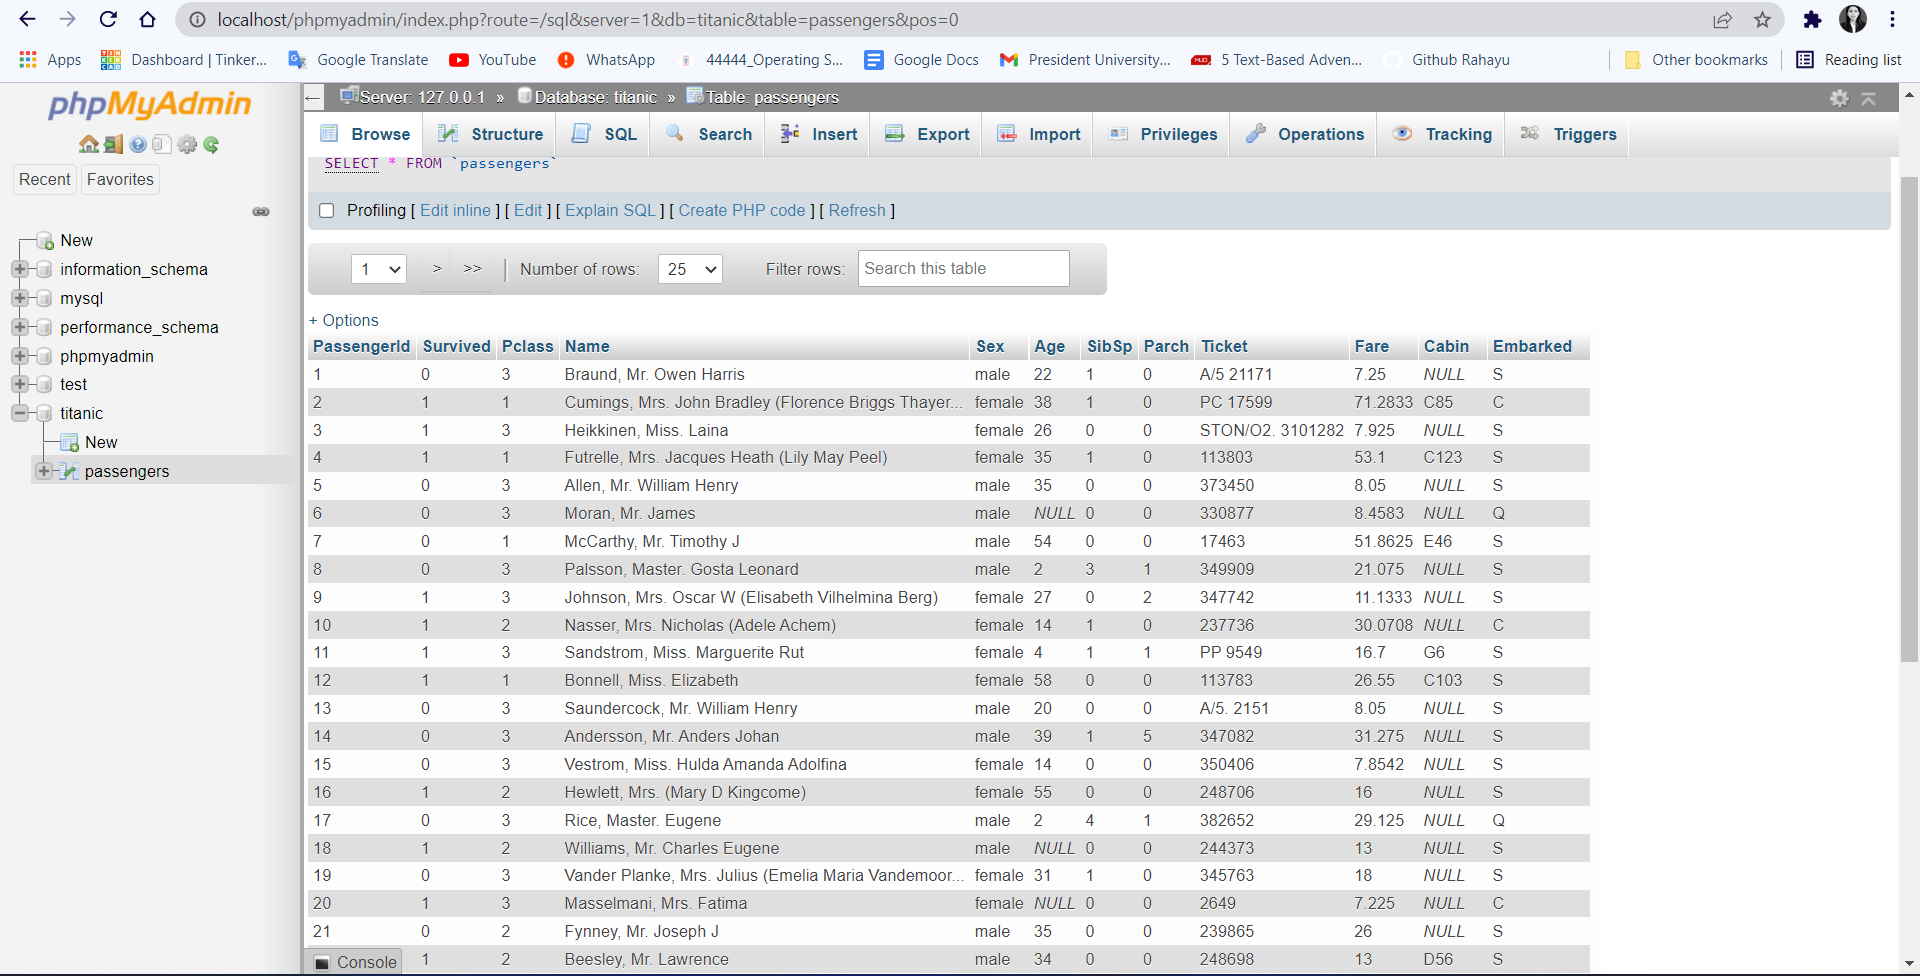 localhost/phpmyadmin/index.php?route=/sql&server=1&db=titanic&table=passengers&pos=0
Apps Dashboard | Tinker... Google Translate YouTube WhatsApp 44444_Operating S... Google Docs President University... 5 Text-Based Adven... Github Rahayu Other bookmarks Reading list
phpMyAdmin
Recent Favorites
New
information_schema
mysql
performance_schema
phpmyadmin
test
titanic
New
passengers
Server: 127.0.0.1 » Database: titanic » Table: passengers
Browse Structure SQL Search Insert Export Import Privileges Operations Tracking Triggers
SELECT * FROM `passengers`
Profiling [ Edit inline ] [ Edit ] [ Explain SQL ] [ Create PHP code ] [ Refresh ]
1 > >> | Number of rows: 25 Filter rows: Search this table
+ Options
PassengerId Survived Pclass Name Sex Age SibSp Parch Ticket Fare Cabin Embarked
1 0 3 Braund, Mr. Owen Harris male 22 1 0 A/5 21171 7.25 NULL S
2 1 1 Cumings, Mrs. John Bradley (Florence Briggs Thayer... female 38 1 0 PC 17599 71.2833 C85 C
3 1 3 Heikkinen, Miss. Laina female 26 0 0 STON/O2. 3101282 7.925 NULL S
4 1 1 Futrelle, Mrs. Jacques Heath (Lily May Peel) female 35 1 0 113803 53.1 C123 S
5 0 3 Allen, Mr. William Henry male 35 0 0 373450 8.05 NULL S
6 0 3 Moran, Mr. James male NULL 0 0 330877 8.4583 NULL Q
7 0 1 McCarthy, Mr. Timothy J male 54 0 0 17463 51.8625 E46 S
8 0 3 Palsson, Master. Gosta Leonard male 2 3 1 349909 21.075 NULL S
9 1 3 Johnson, Mrs. Oscar W (Elisabeth Vilhelmina Berg) female 27 0 2 347742 11.1333 NULL S
10 1 2 Nasser, Mrs. Nicholas (Adele Achem) female 14 1 0 237736 30.0708 NULL C
11 1 3 Sandstrom, Miss. Marguerite Rut female 4 1 1 PP 9549 16.7 G6 S
12 1 1 Bonnell, Miss. Elizabeth female 58 0 0 113783 26.55 C103 S
13 0 3 Saundercock, Mr. William Henry male 20 0 0 A/5. 2151 8.05 NULL S
14 0 3 Andersson, Mr. Anders Johan male 39 1 5 347082 31.275 NULL S
15 0 3 Vestrom, Miss. Hulda Amanda Adolfina female 14 0 0 350406 7.8542 NULL S
16 1 2 Hewlett, Mrs. (Mary D Kingcome) female 55 0 0 248706 16 NULL S
17 0 3 Rice, Master. Eugene male 2 4 1 382652 29.125 NULL Q
18 1 2 Williams, Mr. Charles Eugene male NULL 0 0 244373 13 NULL S
19 0 3 Vander Planke, Mrs. Julius (Emelia Maria Vandemoor... female 31 1 0 345763 18 NULL S
20 1 3 Masselmani, Mrs. Fatima female NULL 0 0 2649 7.225 NULL C
21 0 2 Fynney, Mr. Joseph J male 35 0 0 239865 26 NULL S
Console 1 2 Beesley, Mr. Lawrence male 34 0 0 248698 13 D56 S